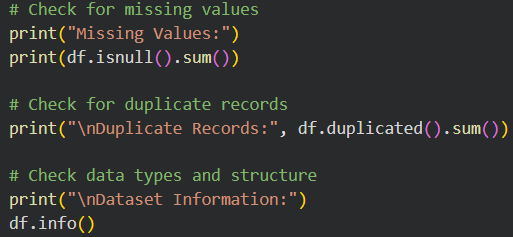 # Check for missing values
print("Missing Values:")
print(df.isnull().sum())

# Check for duplicate records
print("\nDuplicate Records:", df.duplicated().sum())

# Check data types and structure
print("\nDataset Information:")
df.info()